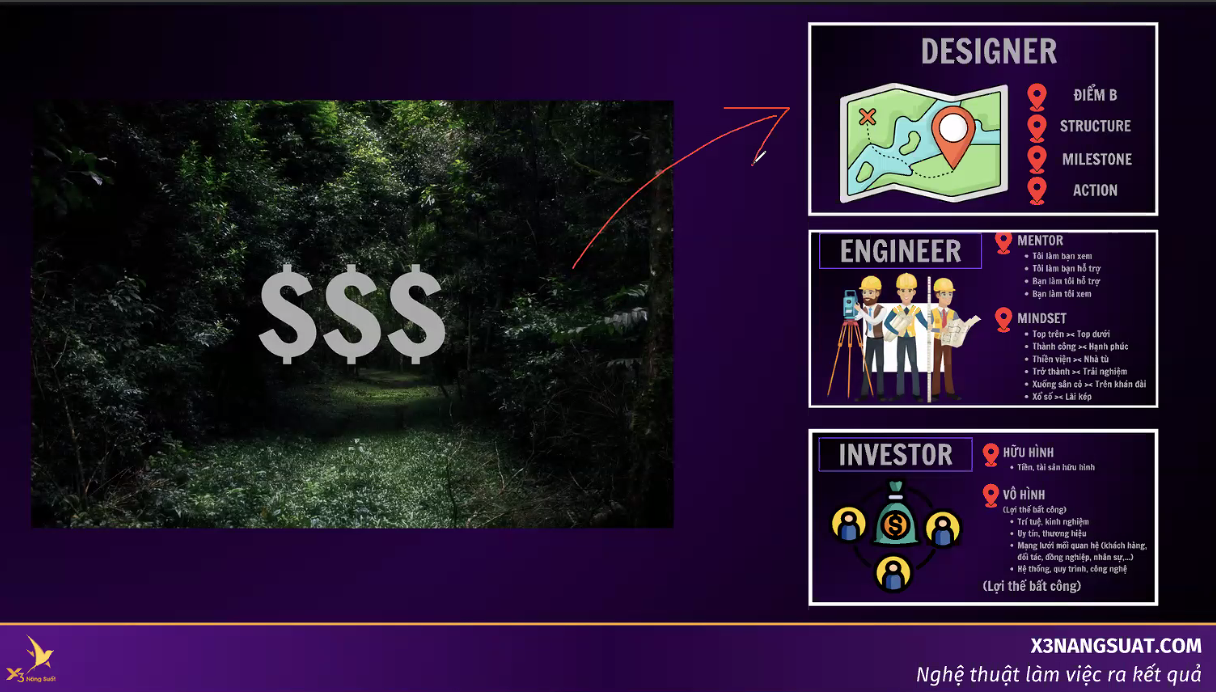 $$$
DESIGNER
ĐIỂM B
STRUCTURE
MILESTONE
ACTION
ENGINEER
MENTOR
Tôi làm bạn xem
Tôi làm bạn hỗ trợ
Bạn làm tôi hỗ trợ
Bạn làm tôi xem
MINDSET
Top trên >< Top dưới
Thành công >< Hạnh phúc
Thiền viện >< Nhà tù
Trở thành >< Trải nghiệm
Xuống sân cỏ >< Trên khán đài
Xổ số >< Lãi kép
INVESTOR
HỮU HÌNH
Tiền, tài sản hữu hình
VÔ HÌNH
(Lợi thế bất công)
Trí tuệ, kinh nghiệm
Uy tín, thương hiệu
Mạng lưới mối quan hệ (khách hàng,
đối tác, đồng nghiệp, nhân sự,...)
Hệ thống, quy trình, công nghệ
(Lợi thế bất công)
$
X3 Năng Suất
X3NANGSUAT.COM
Nghệ thuật làm việc ra kết quả